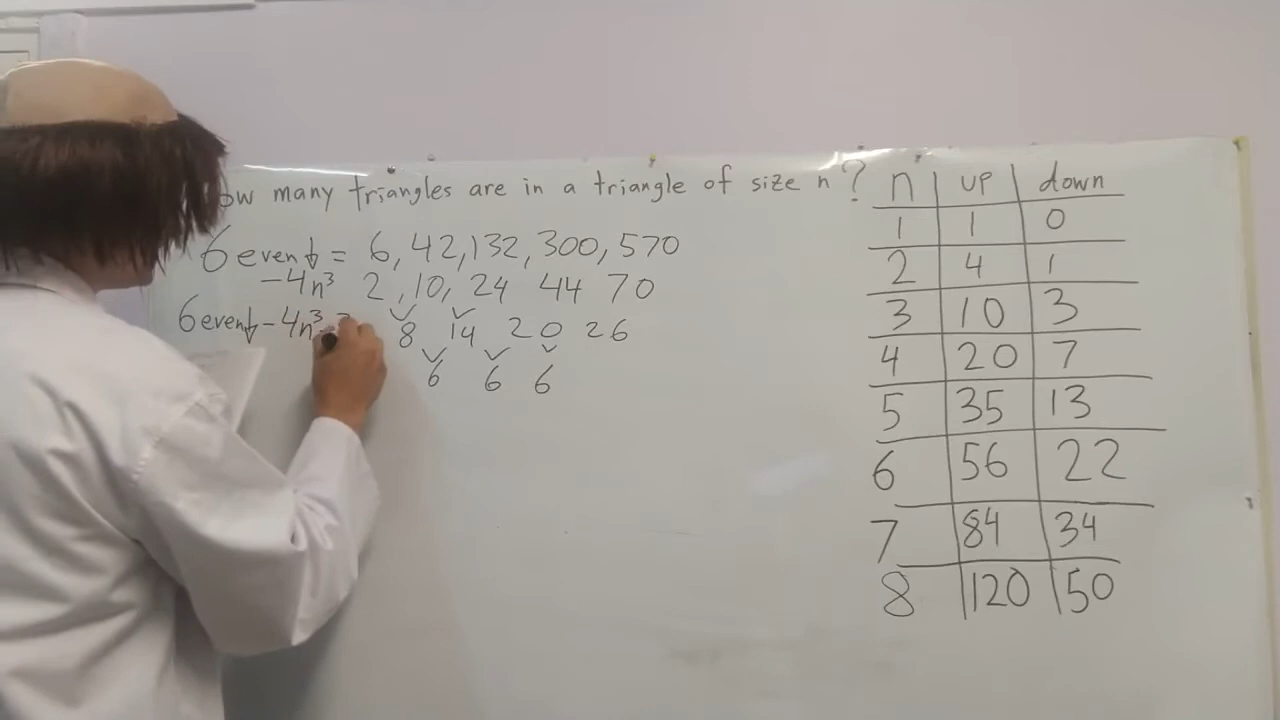 ow many triangles are in a triangle of size n?
6 even↓ = 6, 42, 132, 300, 570
-4n³ 2, 10, 24 44 70
6 even↓ -4n³ - 8 14 20 26
6 6 6
n up down
1 1 0
2 4 1
3 10 3
4 20 7
5 35 13
6 56 22
7 84 34
8 120 50